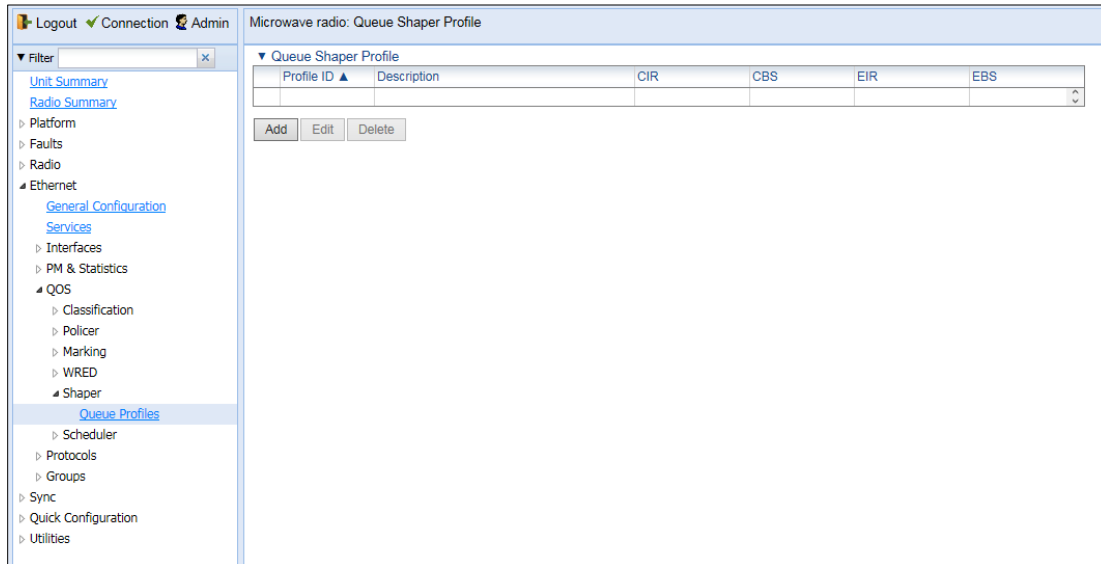 Logout Connection Admin
Microwave radio: Queue Shaper Profile
▼ Filter
Unit Summary
Radio Summary
Platform
Faults
Radio
Ethernet
General Configuration
Services
Interfaces
PM & Statistics
QOS
Classification
Policer
Marking
WRED
Shaper
Queue Profiles
Scheduler
Protocols
Groups
Sync
Quick Configuration
Utilities
▼ Queue Shaper Profile
Profile ID ▲ Description CIR CBS EIR EBS
Add Edit Delete